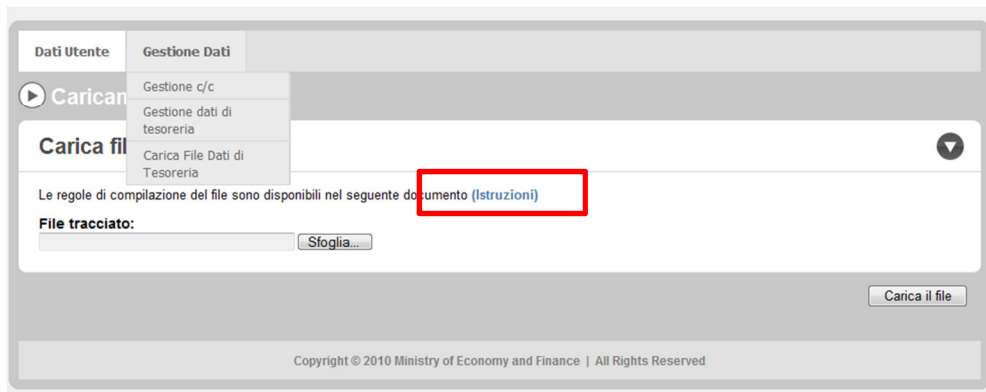 Dati Utente Gestione Dati
Gestione c/c
Carican
Gestione dati di
tesoreria
Carica fil
Carica File Dati di
Tesoreria
Le regole di compilazione del file sono disponibili nel seguente documento (Istruzioni)
File tracciato:
Sfoglia...
Carica il file
Copyright © 2010 Ministry of Economy and Finance | All Rights Reserved